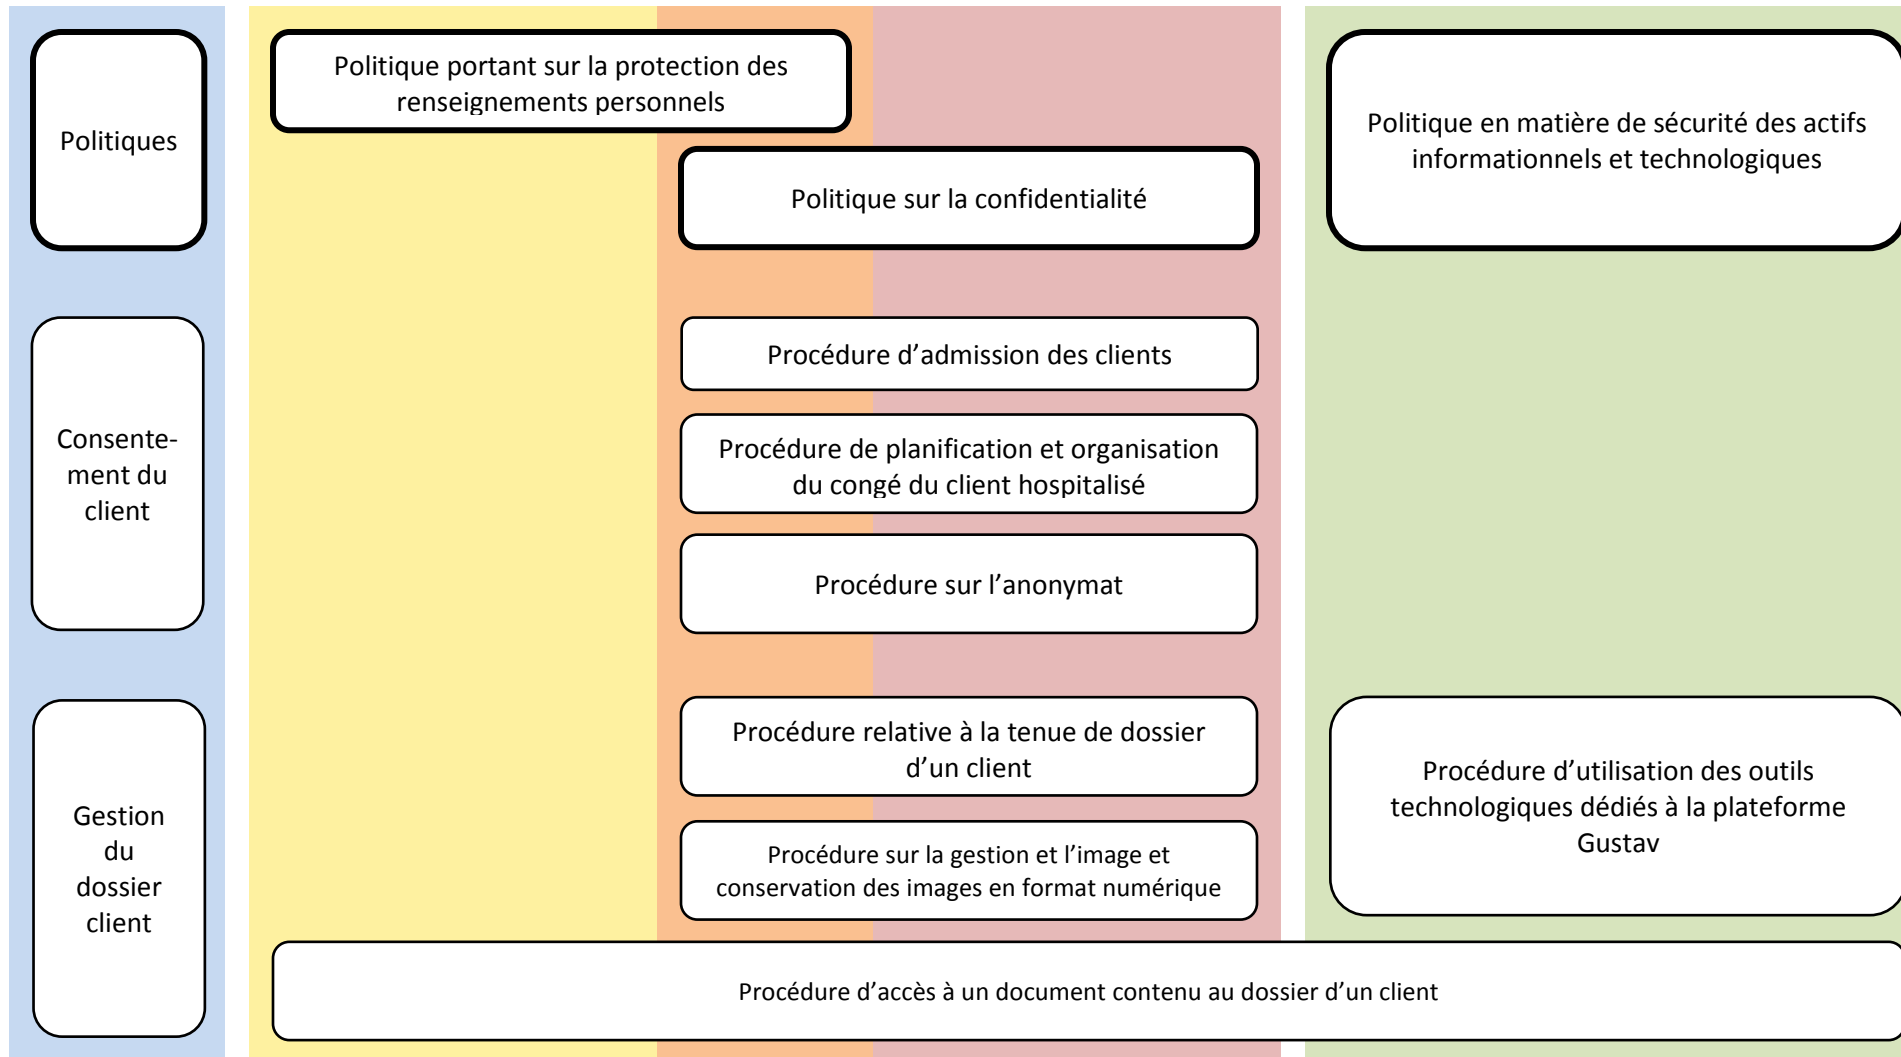 Politiques
Politique portant sur la protection des
renseignements personnels
Politique sur la confidentialité
Politique en matière de sécurité des actifs
informationnels et technologiques
Consente-
ment du
client
Procédure d’admission des clients
Procédure de planification et organisation
du congé du client hospitalisé
Procédure sur l’anonymat
Gestion
du
dossier
client
Procédure relative à la tenue de dossier
d’un client
Procédure sur la gestion et l’image et
conservation des images en format numérique
Procédure d’utilisation des outils
technologiques dédiés à la plateforme
Gustav
Procédure d’accès à un document contenu au dossier d’un client